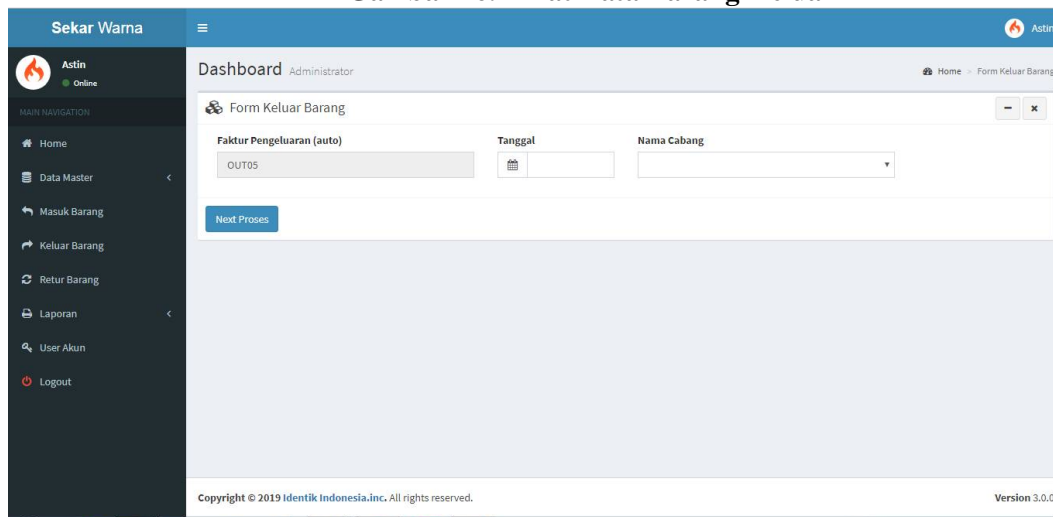 Sekar Warna
Astin
Astin
Online
Dashboard Administrator
Home > Form Keluar Barang
MAIN NAVIGATION
Home
Data Master
Masuk Barang
Keluar Barang
Retur Barang
Laporan
User Akun
Logout
Form Keluar Barang
Faktur Pengeluaran (auto)
Tanggal
Nama Cabang
OUT05
Next Proses
Copyright © 2019 Identik Indonesia.inc. All rights reserved.
Version 3.0.0